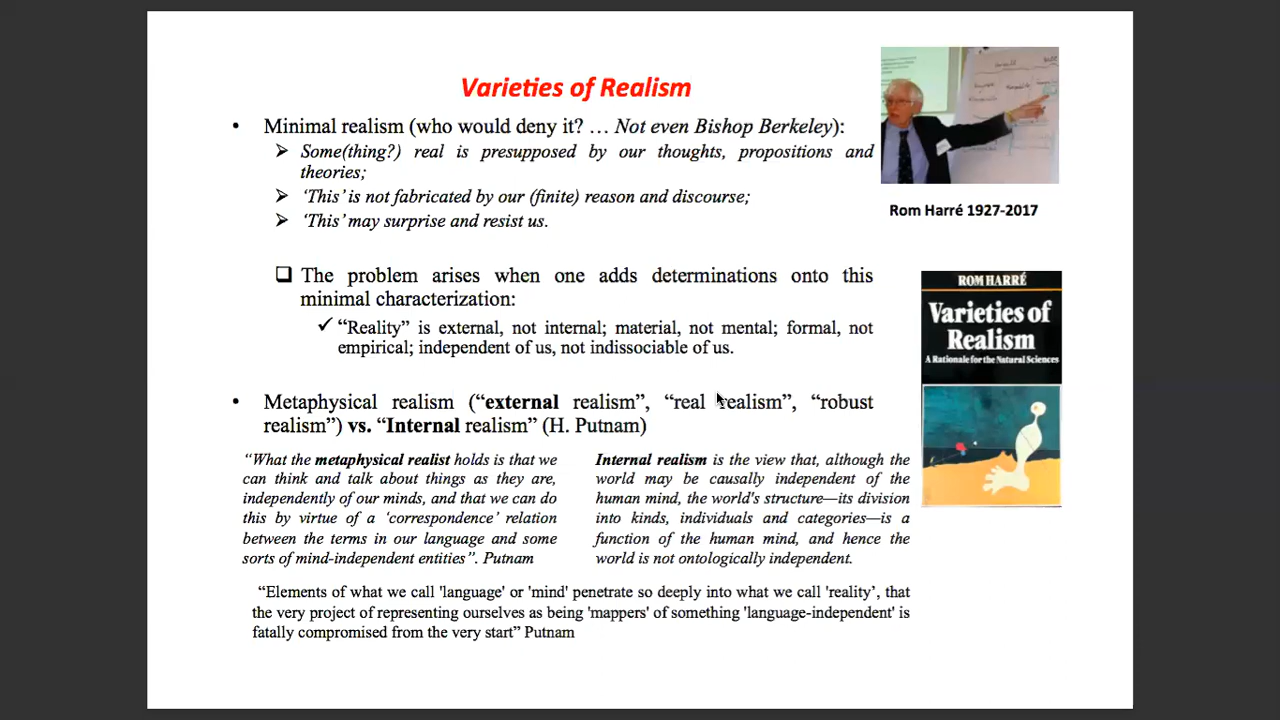 Varieties of Realism
• Minimal realism (who would deny it? … Not even Bishop Berkeley):
➢ Some(thing?) real is presupposed by our thoughts, propositions and
theories;
➢ ‘This’ is not fabricated by our (finite) reason and discourse;
➢ ‘This’ may surprise and resist us.
Rom Harré 1927-2017
❑ The problem arises when one adds determinations onto this
minimal characterization:
✓ “Reality” is external, not internal; material, not mental; formal, not
empirical; independent of us, not indissociable of us.
ROM HARRÉ
Varieties of
Realism
A Rationale for the Natural Sciences
• Metaphysical realism (“external realism”, “real realism”, “robust
realism”) vs. “Internal realism” (H. Putnam)
“What the metaphysical realist holds is that we
can think and talk about things as they are,
independently of our minds, and that we can do
this by virtue of a ‘correspondence’ relation
between the terms in our language and some
sorts of mind-independent entities”. Putnam
Internal realism is the view that, although the
world may be causally independent of the
human mind, the world's structure—its division
into kinds, individuals and categories—is a
function of the human mind, and hence the
world is not ontologically independent.
“Elements of what we call 'language' or 'mind' penetrate so deeply into what we call 'reality’, that
the very project of representing ourselves as being 'mappers' of something 'language-independent' is
fatally compromised from the very start” Putnam